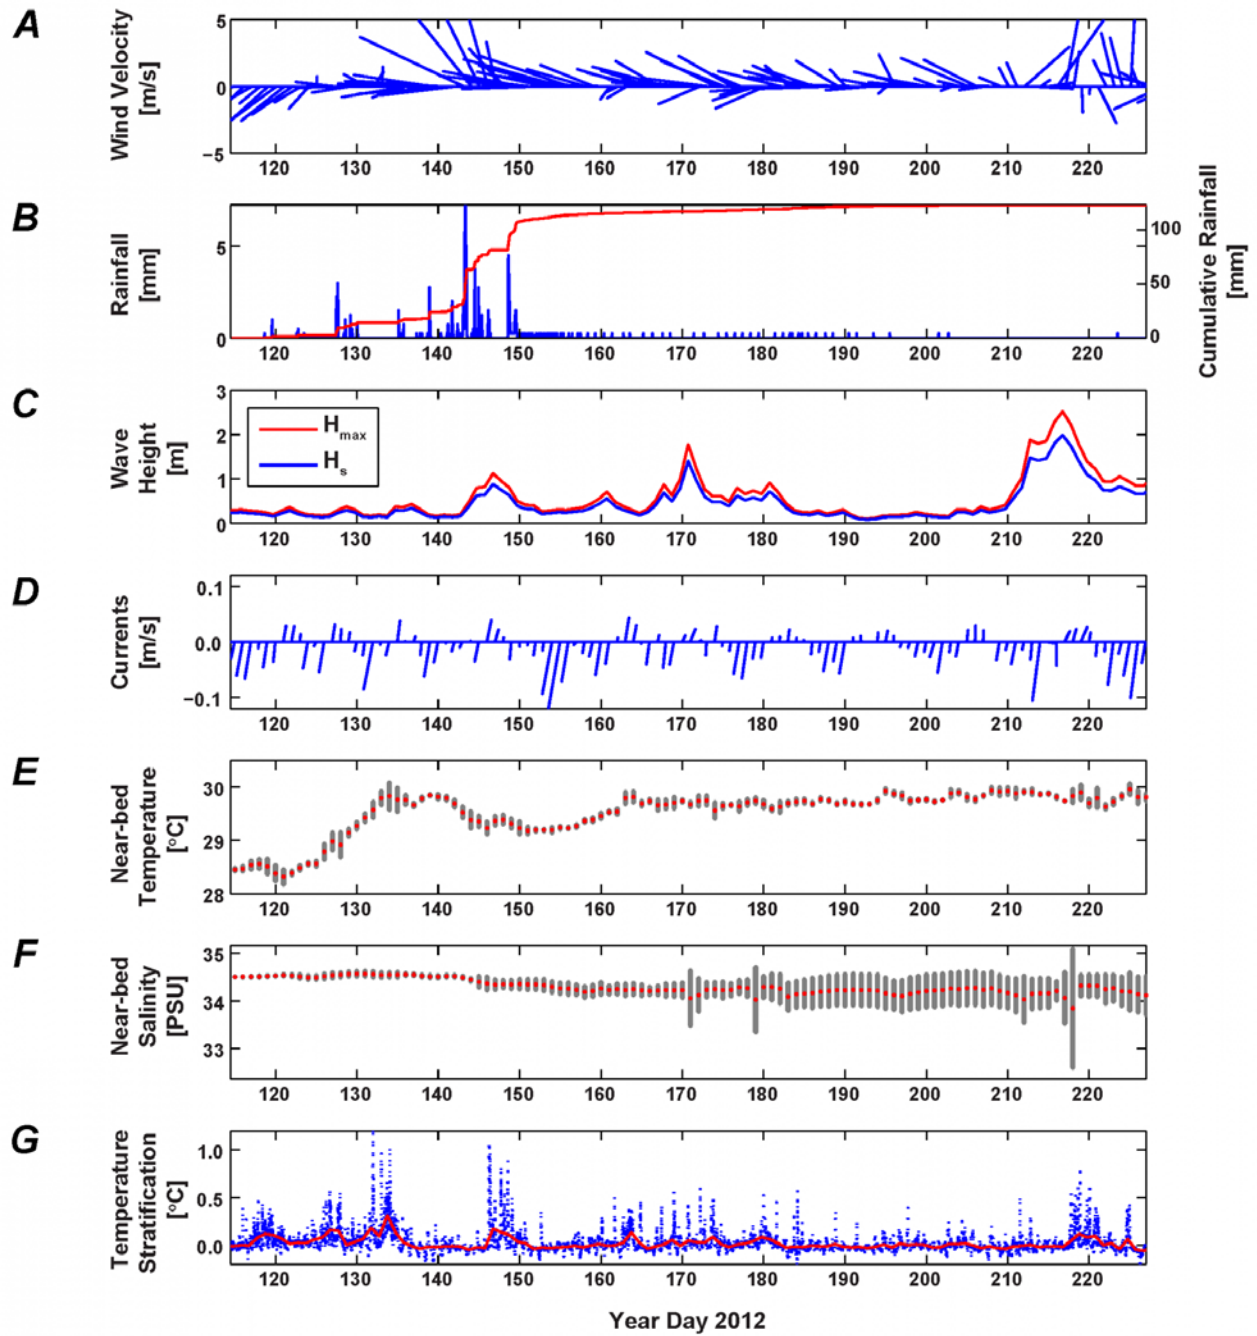 A
Wind Velocity
[m/s]
5
0
−5
120 130 140 150 160 170 180 190 200 210 220
B
Rainfall
[mm]
5
0
100
50
0
Cumulative Rainfall
[mm]
120 130 140 150 160 170 180 190 200 210 220
C
Wave
Height
[m]
3
2
1
0
Hmax
Hs
120 130 140 150 160 170 180 190 200 210 220
D
Currents
[m/s]
0.1
0.0
−0.1
120 130 140 150 160 170 180 190 200 210 220
E
Near-bed
Temperature
[°C]
30
29
28
120 130 140 150 160 170 180 190 200 210 220
F
Near-bed
Salinity
[PSU]
35
34
33
120 130 140 150 160 170 180 190 200 210 220
G
Temperature
Stratification
[°C]
1.0
0.5
0.0
120 130 140 150 160 170 180 190 200 210 220
Year Day 2012